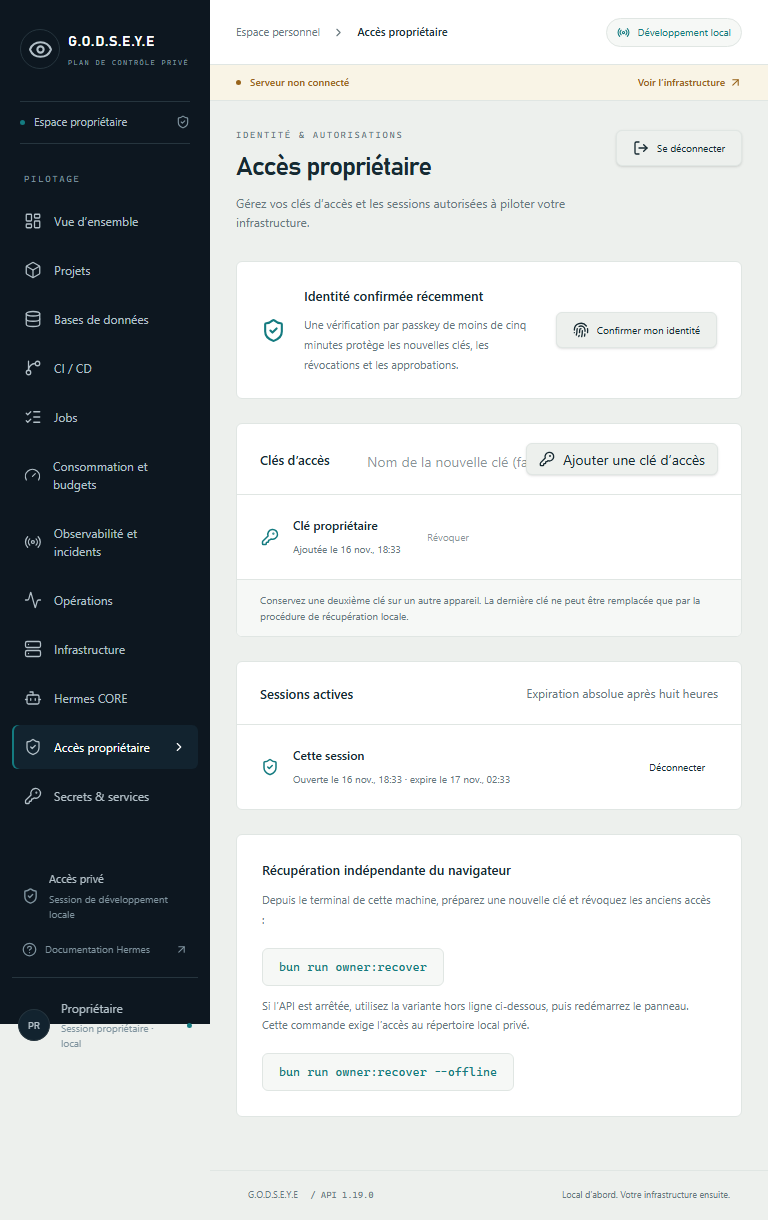 G.O.D.S.E.Y.E
PLAN DE CONTRÔLE PRIVÉ
Espace propriétaire
PILOTAGE
Vue d’ensemble
Projets
Bases de données
CI / CD
Jobs
Consommation et
budgets
Observabilité et
incidents
Opérations
Infrastructure
Hermes CORE
Accès propriétaire
Secrets & services
Accès privé
Session de développement
locale
Documentation Hermes
PR
Propriétaire
Session propriétaire ·
local
Espace personnel
Accès propriétaire
Développement local
Serveur non connecté
Voir l’infrastructure
IDENTITÉ & AUTORISATIONS
Accès propriétaire
Se déconnecter
Gérez vos clés d’accès et les sessions autorisées à piloter votre
infrastructure.
Identité confirmée récemment
Une vérification par passkey de moins de cinq
minutes protège les nouvelles clés, les
révocations et les approbations.
Confirmer mon identité
Clés d’accès
Nom de la nouvelle clé (fa
Ajouter une clé d’accès
Clé propriétaire
Ajoutée le 16 nov., 18:33
Révoquer
Conservez une deuxième clé sur un autre appareil. La dernière clé ne peut être remplacée que par la
procédure de récupération locale.
Sessions actives
Expiration absolue après huit heures
Cette session
Ouverte le 16 nov., 18:33 · expire le 17 nov., 02:33
Déconnecter
Récupération indépendante du navigateur
Depuis le terminal de cette machine, préparez une nouvelle clé et révoquez les anciens accès
:
bun run owner:recover
Si l’API est arrêtée, utilisez la variante hors ligne ci-dessous, puis redémarrez le panneau.
Cette commande exige l’accès au répertoire local privé.
bun run owner:recover --offline
G.O.D.S.E.Y.E / API 1.19.0
Local d’abord. Votre infrastructure ensuite.